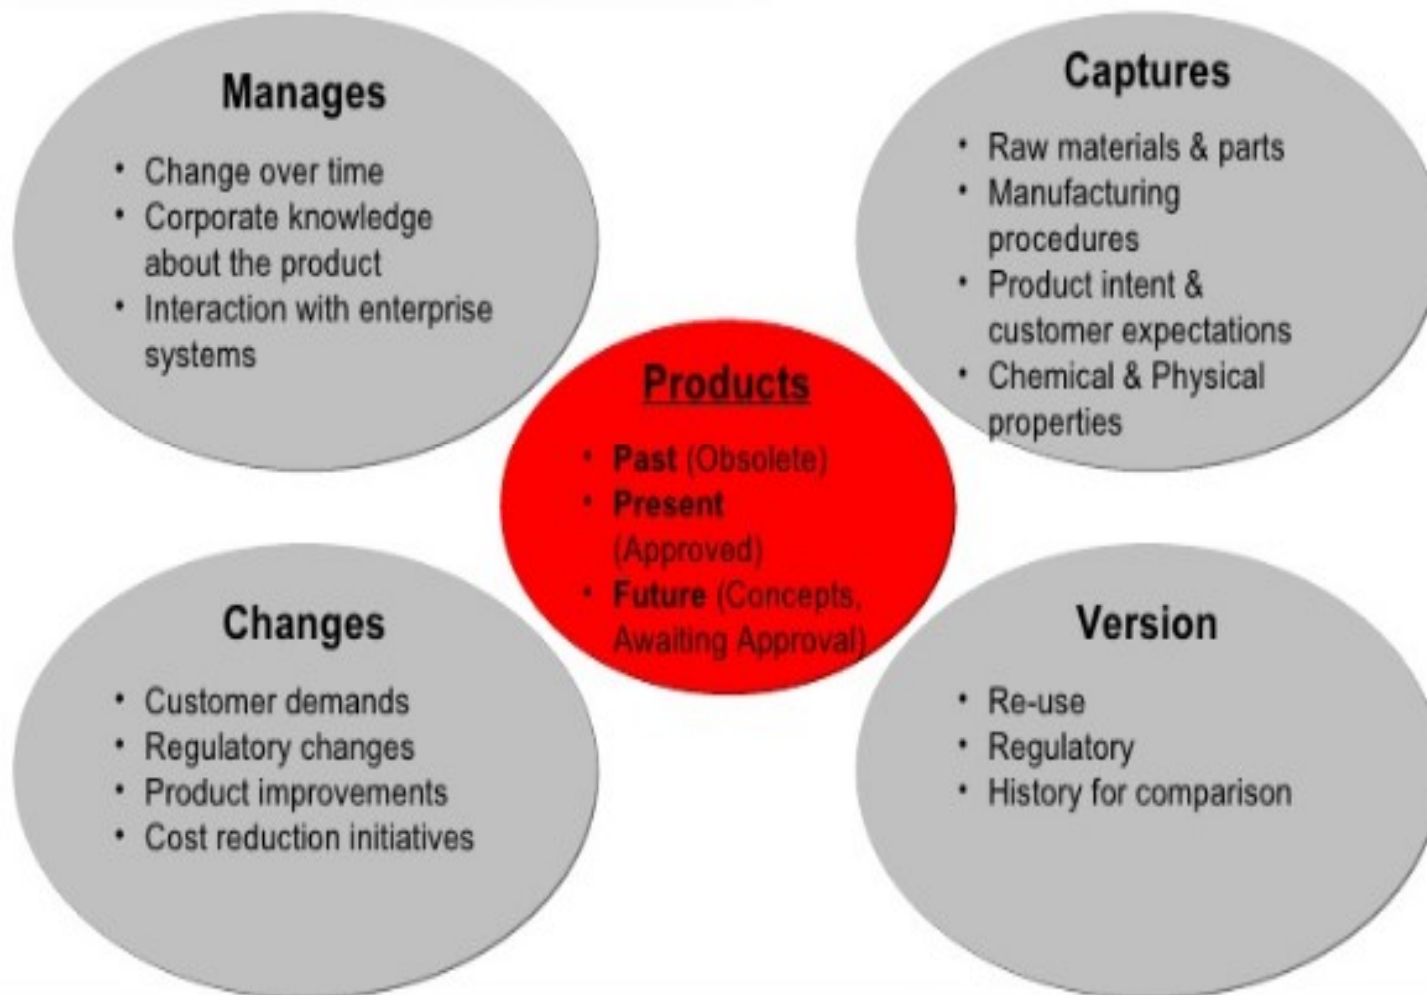 Manages
• Change over time
• Corporate knowledge
about the product
• Interaction with enterprise
systems
Captures
• Raw materials & parts
• Manufacturing
procedures
• Product intent &
customer expectations
• Chemical & Physical
properties
Products
• Past (Obsolete)
• Present
(Approved)
• Future (Concepts,
Awaiting Approval)
Changes
• Customer demands
• Regulatory changes
• Product improvements
• Cost reduction initiatives
Version
• Re-use
• Regulatory
• History for comparison